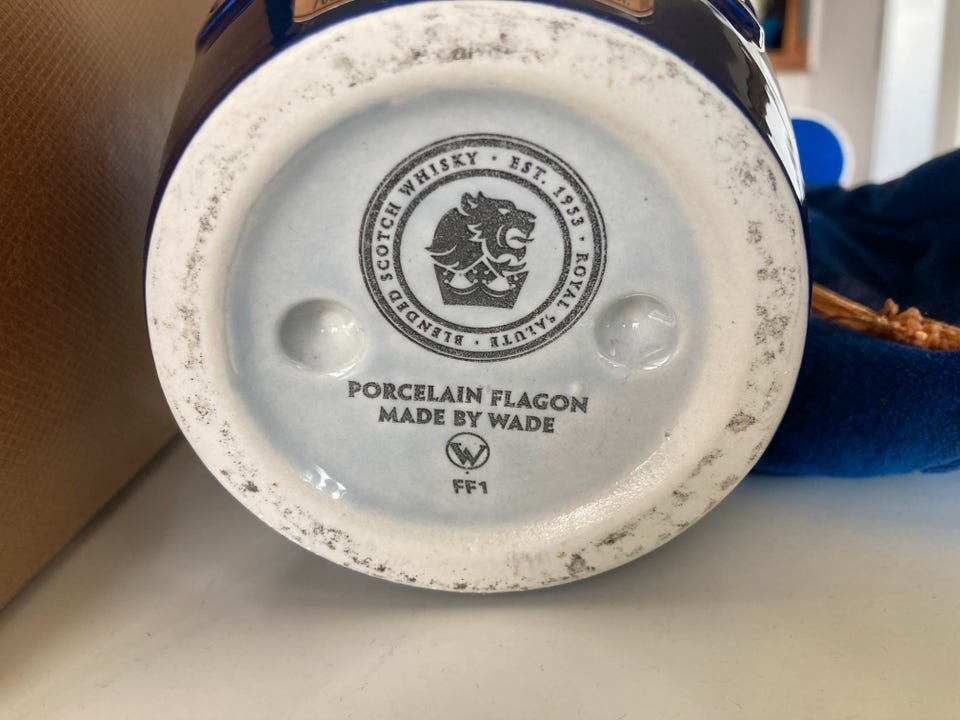 BLENDED SCOTCH WHISKY · EST. 1953 · ROYAL SALUTE ·
PORCELAIN FLAGON
MADE BY WADE
W
FF1